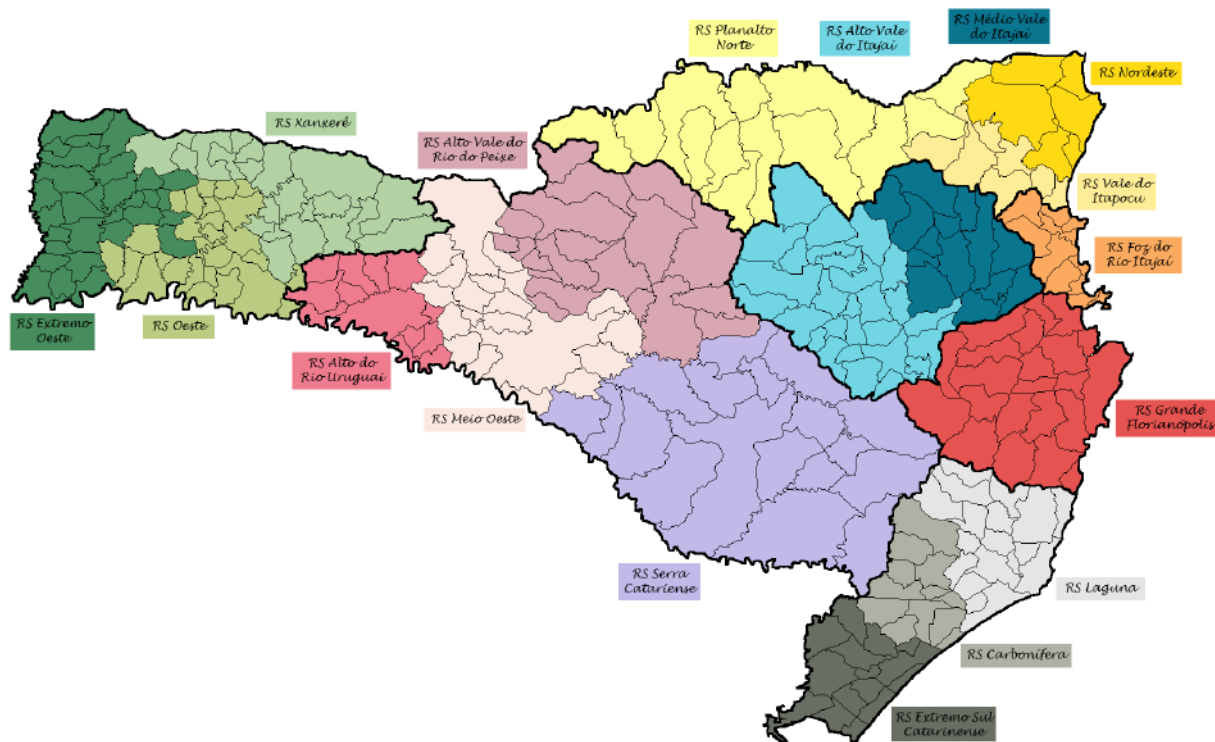 RS Planalto
Norte
RS Alto Vale
do Itajaí
RS Médio Vale
do Itajaí
RS Nordeste
RS Xanxerê
RS Alto Vale do
Rio do Peixe
RS Vale do
Itapocu
RS Foz do
Rio Itajaí
RS Extremo
Oeste
RS Oeste
RS Alto do
Rio Uruguai
RS Meio Oeste
RS Grande
Florianópolis
RS Serra
Catariense
RS Laguna
RS Carbonífera
RS Extremo Sul
Catarinense